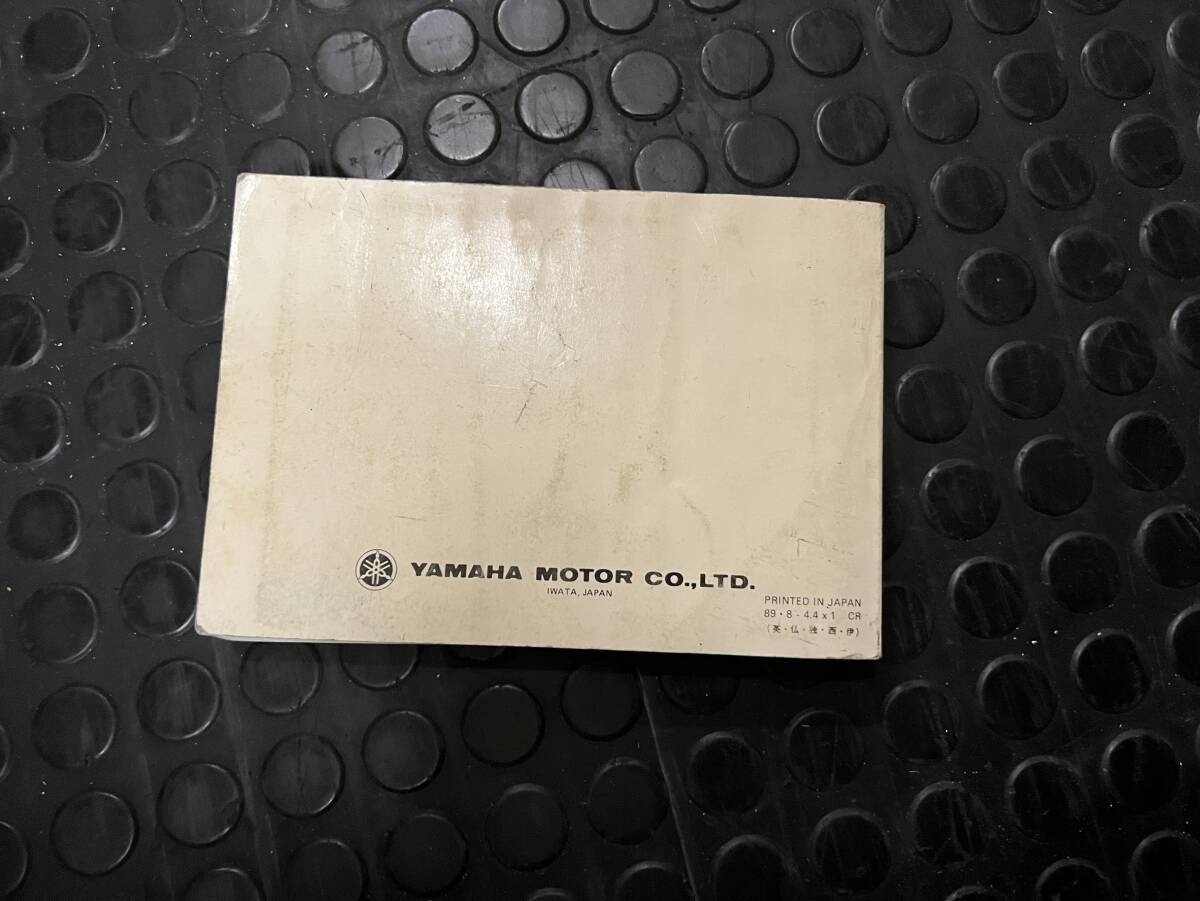 YAMAHA MOTOR CO.,LTD.
IWATA, JAPAN
PRINTED IN JAPAN
89・8 - 4.4 x 1 CR
(英・仏・独・西・伊)